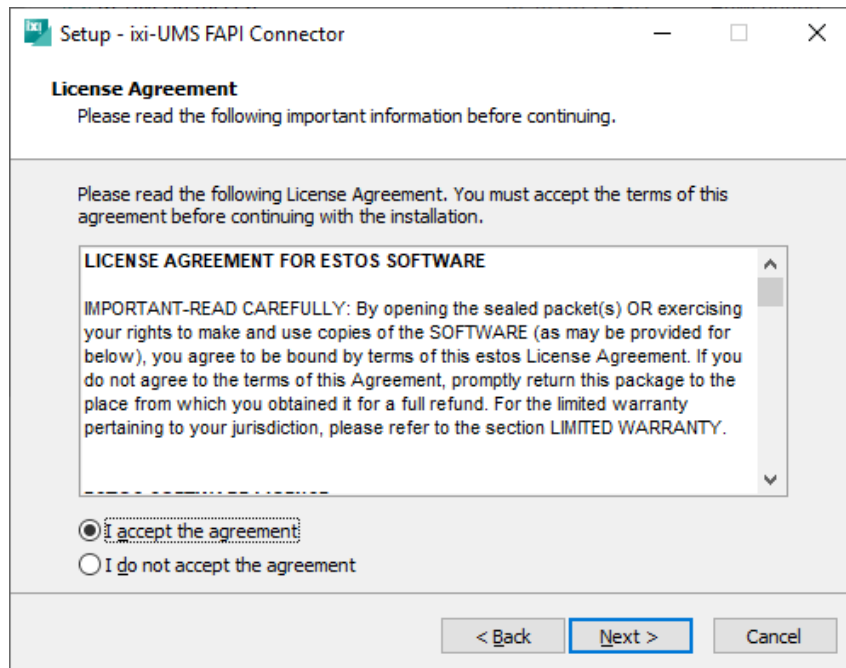 Setup - ixi-UMS FAPI Connector
License Agreement
Please read the following important information before continuing.
Please read the following License Agreement. You must accept the terms of this
agreement before continuing with the installation.
LICENSE AGREEMENT FOR ESTOS SOFTWARE
IMPORTANT-READ CAREFULLY: By opening the sealed packet(s) OR exercising
your rights to make and use copies of the SOFTWARE (as may be provided for
below), you agree to be bound by terms of this estos License Agreement. If you
do not agree to the terms of this Agreement, promptly return this package to the
place from which you obtained it for a full refund. For the limited warranty
pertaining to your jurisdiction, please refer to the section LIMITED WARRANTY.
I accept the agreement
I do not accept the agreement
< Back
Next >
Cancel